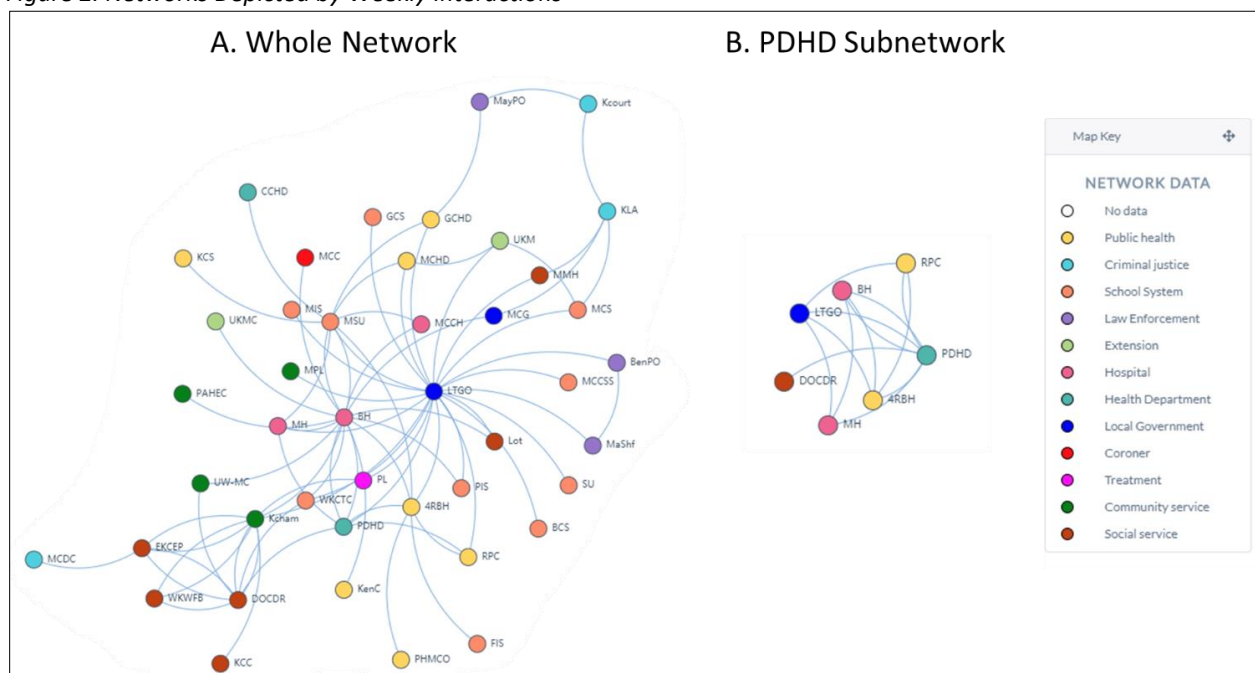 Figure 2. Networks Depicted by Weekly Interactions
A. Whole Network
B. PDHD Subnetwork
MayPO
Kcourt
CCHD
GCS
GCHD
KLA
UKM
KCS
MCC
MCHD
MMH
MIS
MSU
MCCH
MCG
MCS
UKMC
BenPO
MPL
MCCSS
PAHEC
LTGO
BH
MH
Lot
MaShf
UW-MC
PL
PIS
SU
WKCTC
4RBH
Kcham
PDHD
BCS
EKCEP
RPC
MCDC
KenC
WKWFB
DOCDR
FIS
KCC
PHMCO
RPC
BH
LTGO
PDHD
DOCDR
4RBH
MH
Map Key
NETWORK DATA
No data
Public health
Criminal justice
School System
Law Enforcement
Extension
Hospital
Health Department
Local Government
Coroner
Treatment
Community service
Social service